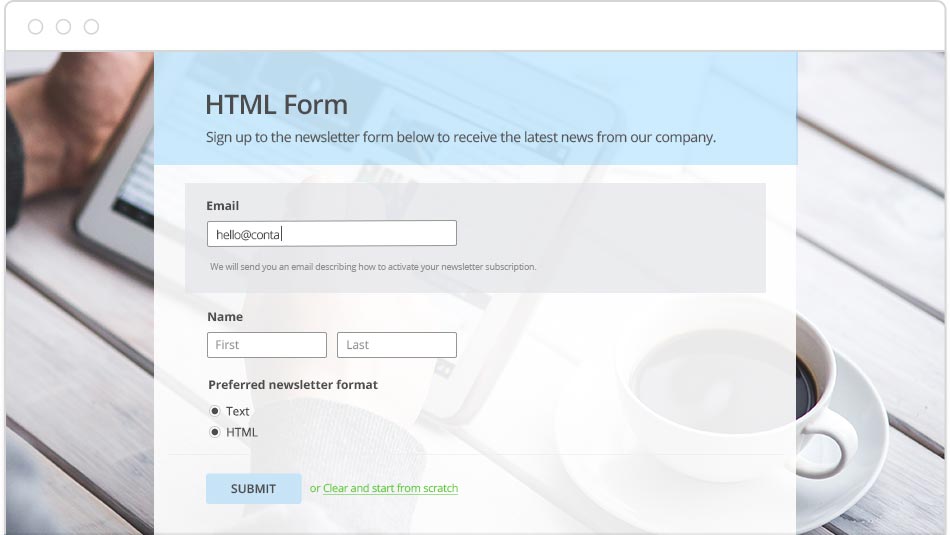 HTML Form
Sign up to the newsletter form below to receive the latest news from our company.
Email
hello@conta
We will send you an email describing how to activate your newsletter subscription.
Name
First Last
Preferred newsletter format
Text
HTML
SUBMIT or Clear and start from scratch